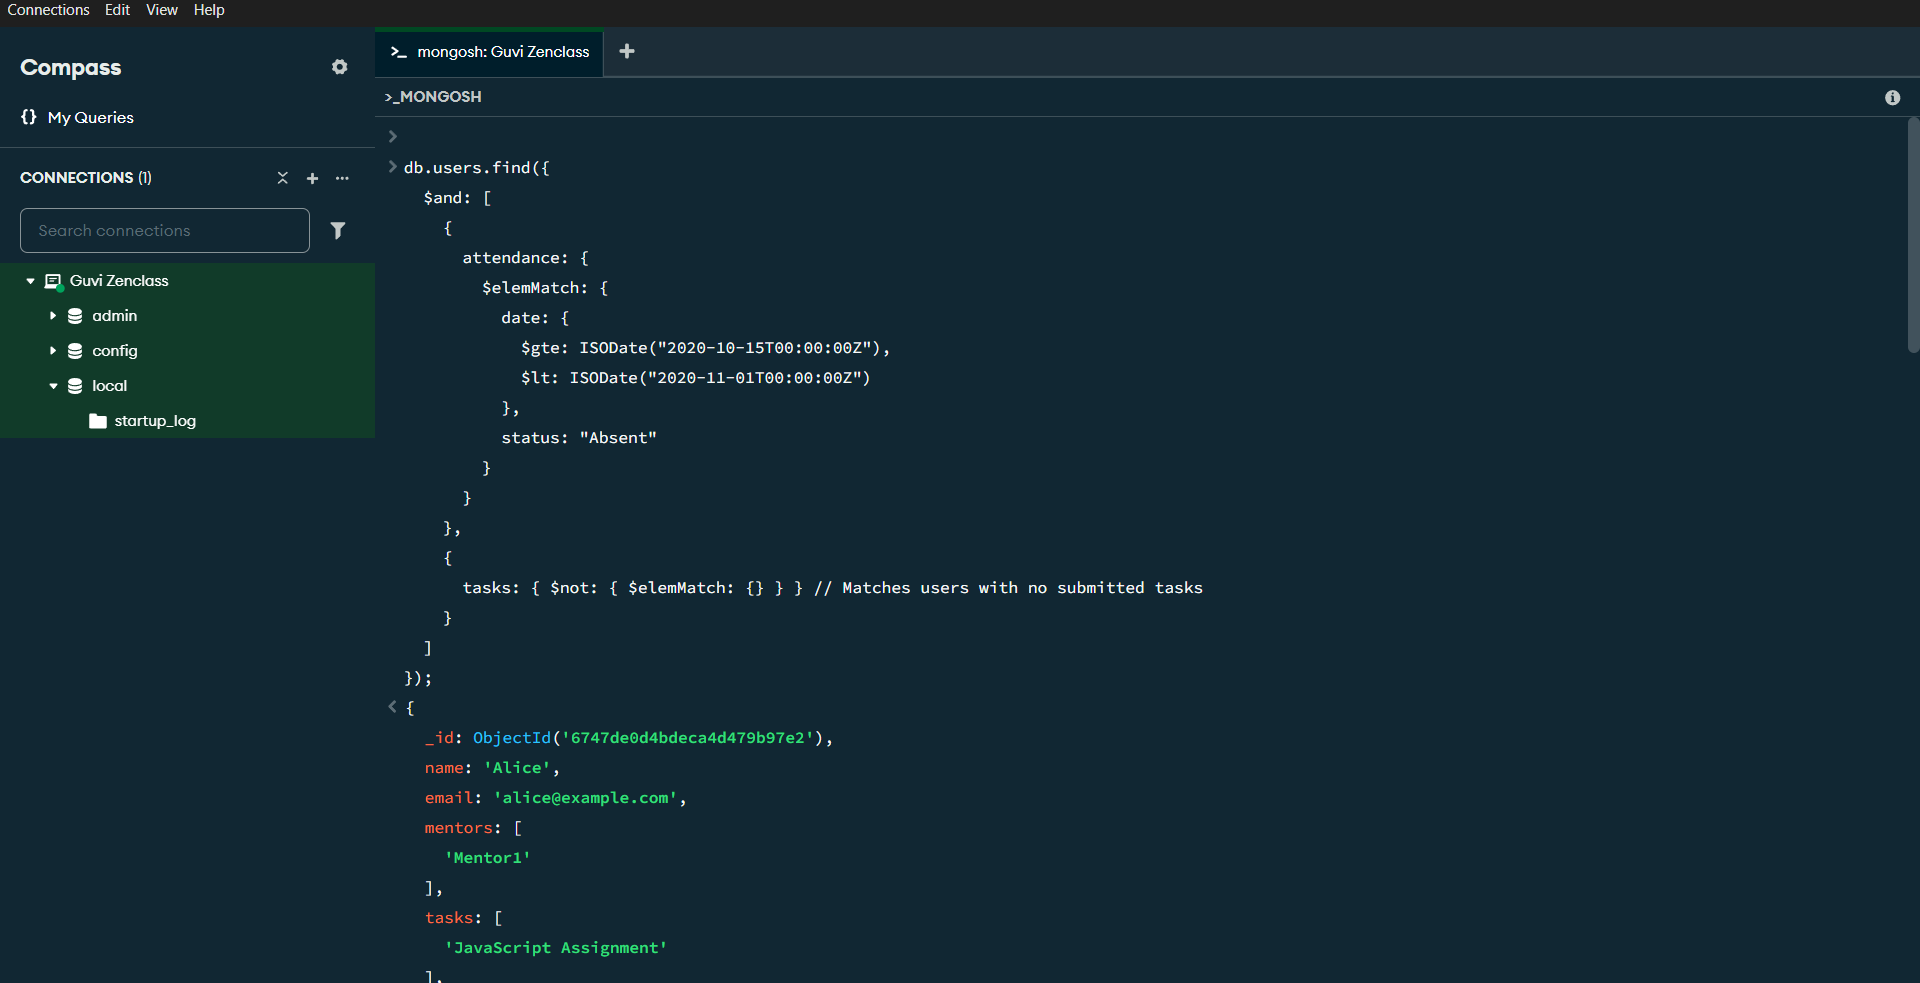 Connections Edit View Help
Compass
My Queries
CONNECTIONS (1)
Search connections
Guvi Zenclass
admin
config
local
startup_log
>_ mongosh: Guvi Zenclass +
>_MONGOSH
>
> db.users.find({
$and: [
{
attendance: {
$elemMatch: {
date: {
$gte: ISODate("2020-10-15T00:00:00Z"),
$lt: ISODate("2020-11-01T00:00:00Z")
},
status: "Absent"
}
}
},
{
tasks: { $not: { $elemMatch: {} } } // Matches users with no submitted tasks
}
]
});
< {
_id: ObjectId('6747de0d4bdeca4d479b97e2'),
name: 'Alice',
email: 'alice@example.com',
mentors: [
'Mentor1'
],
tasks: [
'JavaScript Assignment'
],